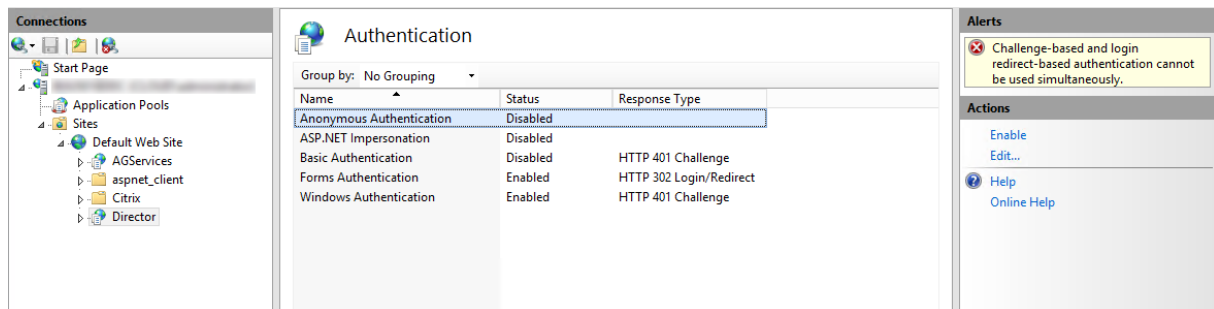 Connections
Start Page
Application Pools
Sites
Default Web Site
AGServices
aspnet_client
Citrix
Director
Authentication
Group by: No Grouping
Name Status Response Type
Anonymous Authentication Disabled
ASP.NET Impersonation Disabled
Basic Authentication Disabled HTTP 401 Challenge
Forms Authentication Enabled HTTP 302 Login/Redirect
Windows Authentication Enabled HTTP 401 Challenge
Alerts
Challenge-based and login
redirect-based authentication cannot
be used simultaneously.
Actions
Enable
Edit...
Help
Online Help